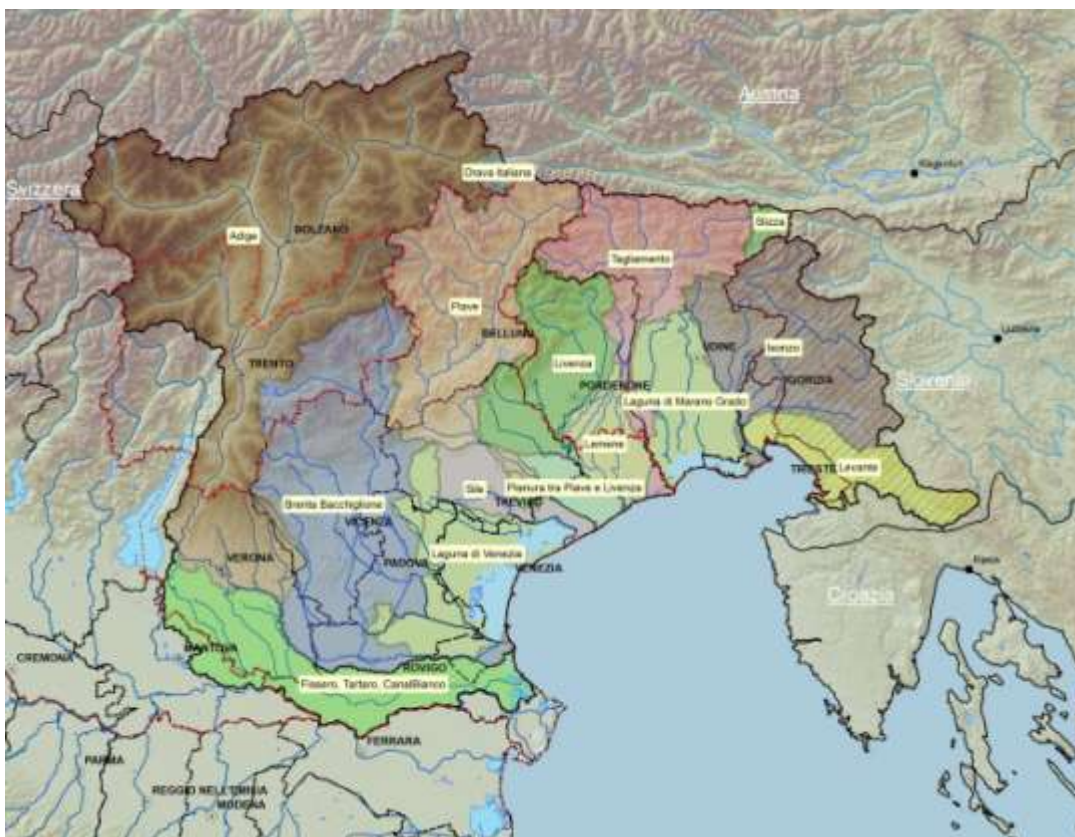 Austria
Klagenfurt
Drava Italiana
Svizzera
Slizza
Adige
BOLZANO
Tagliamento
Piave
BELLUNO
Lubiana
UDINE
Isonzo
TRENTO
Livenza
GORIZIA
Slovenia
PORDENONE
Laguna di Marano Grado
Lemene
TRIESTE
Levante
Sile
Pianura tra Piave e Livenza
TREVISO
Brenta Bacchiglione
VICENZA
VERONA
PADOVA
Laguna di Venezia
VENEZIA
Croazia
MANTOVA
CREMONA
ROVIGO
Fissero, Tartaro, CanalBianco
FERRARA
PARMA
REGGIO NELL'EMILIA
MODENA